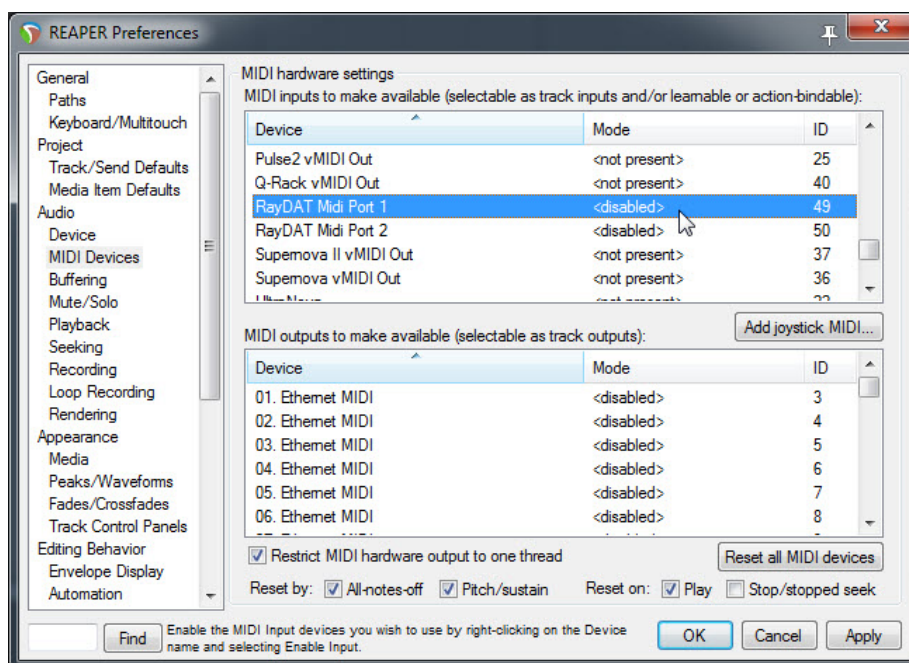 REAPER Preferences
General
Paths
Keyboard/Multitouch
Project
Track/Send Defaults
Media Item Defaults
Audio
Device
MIDI Devices
Buffering
Mute/Solo
Playback
Seeking
Recording
Loop Recording
Rendering
Appearance
Media
Peaks/Waveforms
Fades/Crossfades
Track Control Panels
Editing Behavior
Envelope Display
Automation
MIDI hardware settings
MIDI inputs to make available (selectable as track inputs and/or learnable or action-bindable):
Device Mode ID
Pulse2 vMIDI Out <not present> 25
Q-Rack vMIDI Out <not present> 40
RayDAT Midi Port 1 <disabled> 49
RayDAT Midi Port 2 <disabled> 50
Supernova II vMIDI Out <not present> 37
Supernova vMIDI Out <not present> 36
Add joystick MIDI...
MIDI outputs to make available (selectable as track outputs):
Device Mode ID
01. Ethernet MIDI <disabled> 3
02. Ethernet MIDI <disabled> 4
03. Ethernet MIDI <disabled> 5
04. Ethernet MIDI <disabled> 6
05. Ethernet MIDI <disabled> 7
06. Ethernet MIDI <disabled> 8
Restrict MIDI hardware output to one thread Reset all MIDI devices
Reset by: All-notes-off Pitch/sustain Reset on: Play Stop/stopped seek
Find
Enable the MIDI Input devices you wish to use by right-clicking on the Device
name and selecting Enable Input.
OK Cancel Apply